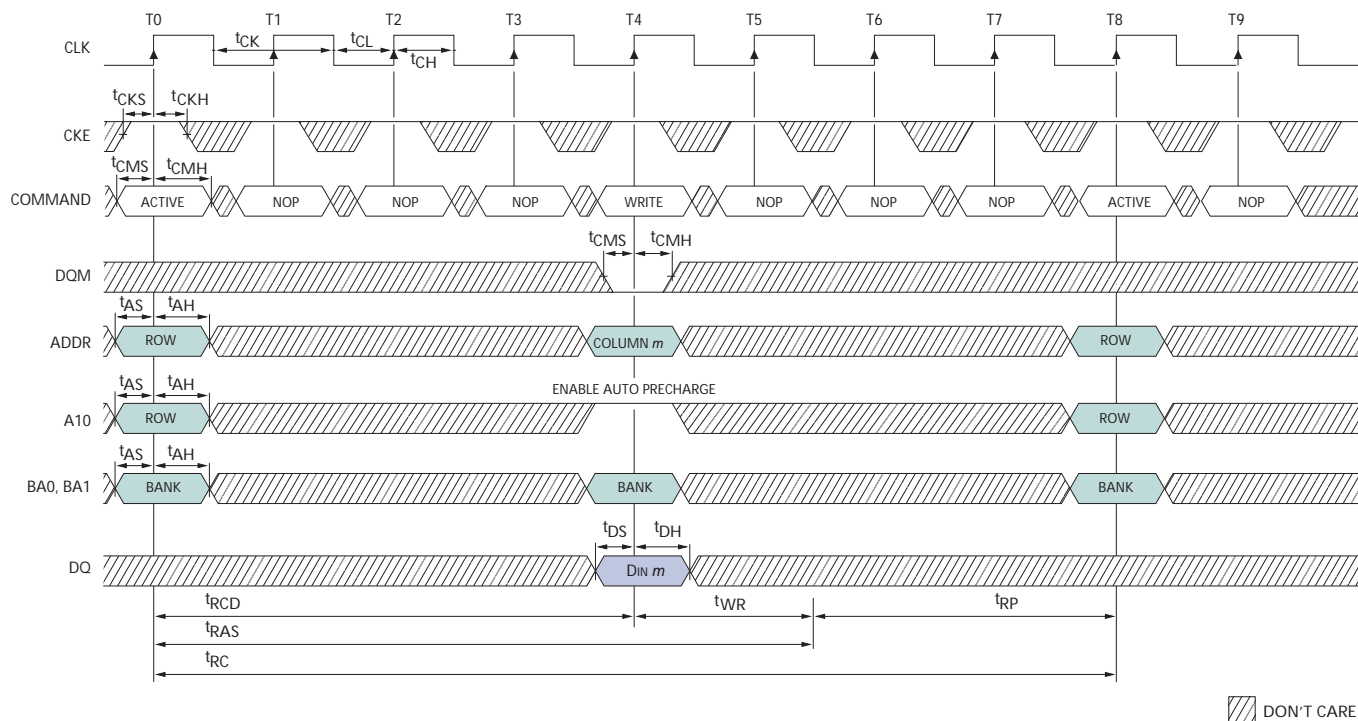 T0 T1 T2 T3 T4 T5 T6 T7 T8 T9
CLK tCK tCL tCH
tCKS tCKH
CKE
tCMS tCMH
COMMAND ACTIVE NOP NOP NOP WRITE NOP NOP NOP ACTIVE NOP
tCMS tCMH
DQM
tAS tAH
ADDR ROW COLUMN m ROW
tAS tAH ENABLE AUTO PRECHARGE
A10 ROW ROW
tAS tAH
BA0, BA1 BANK BANK BANK
tDS tDH
DQ DIN m
tRCD tWR tRP
tRAS
tRC
DON'T CARE